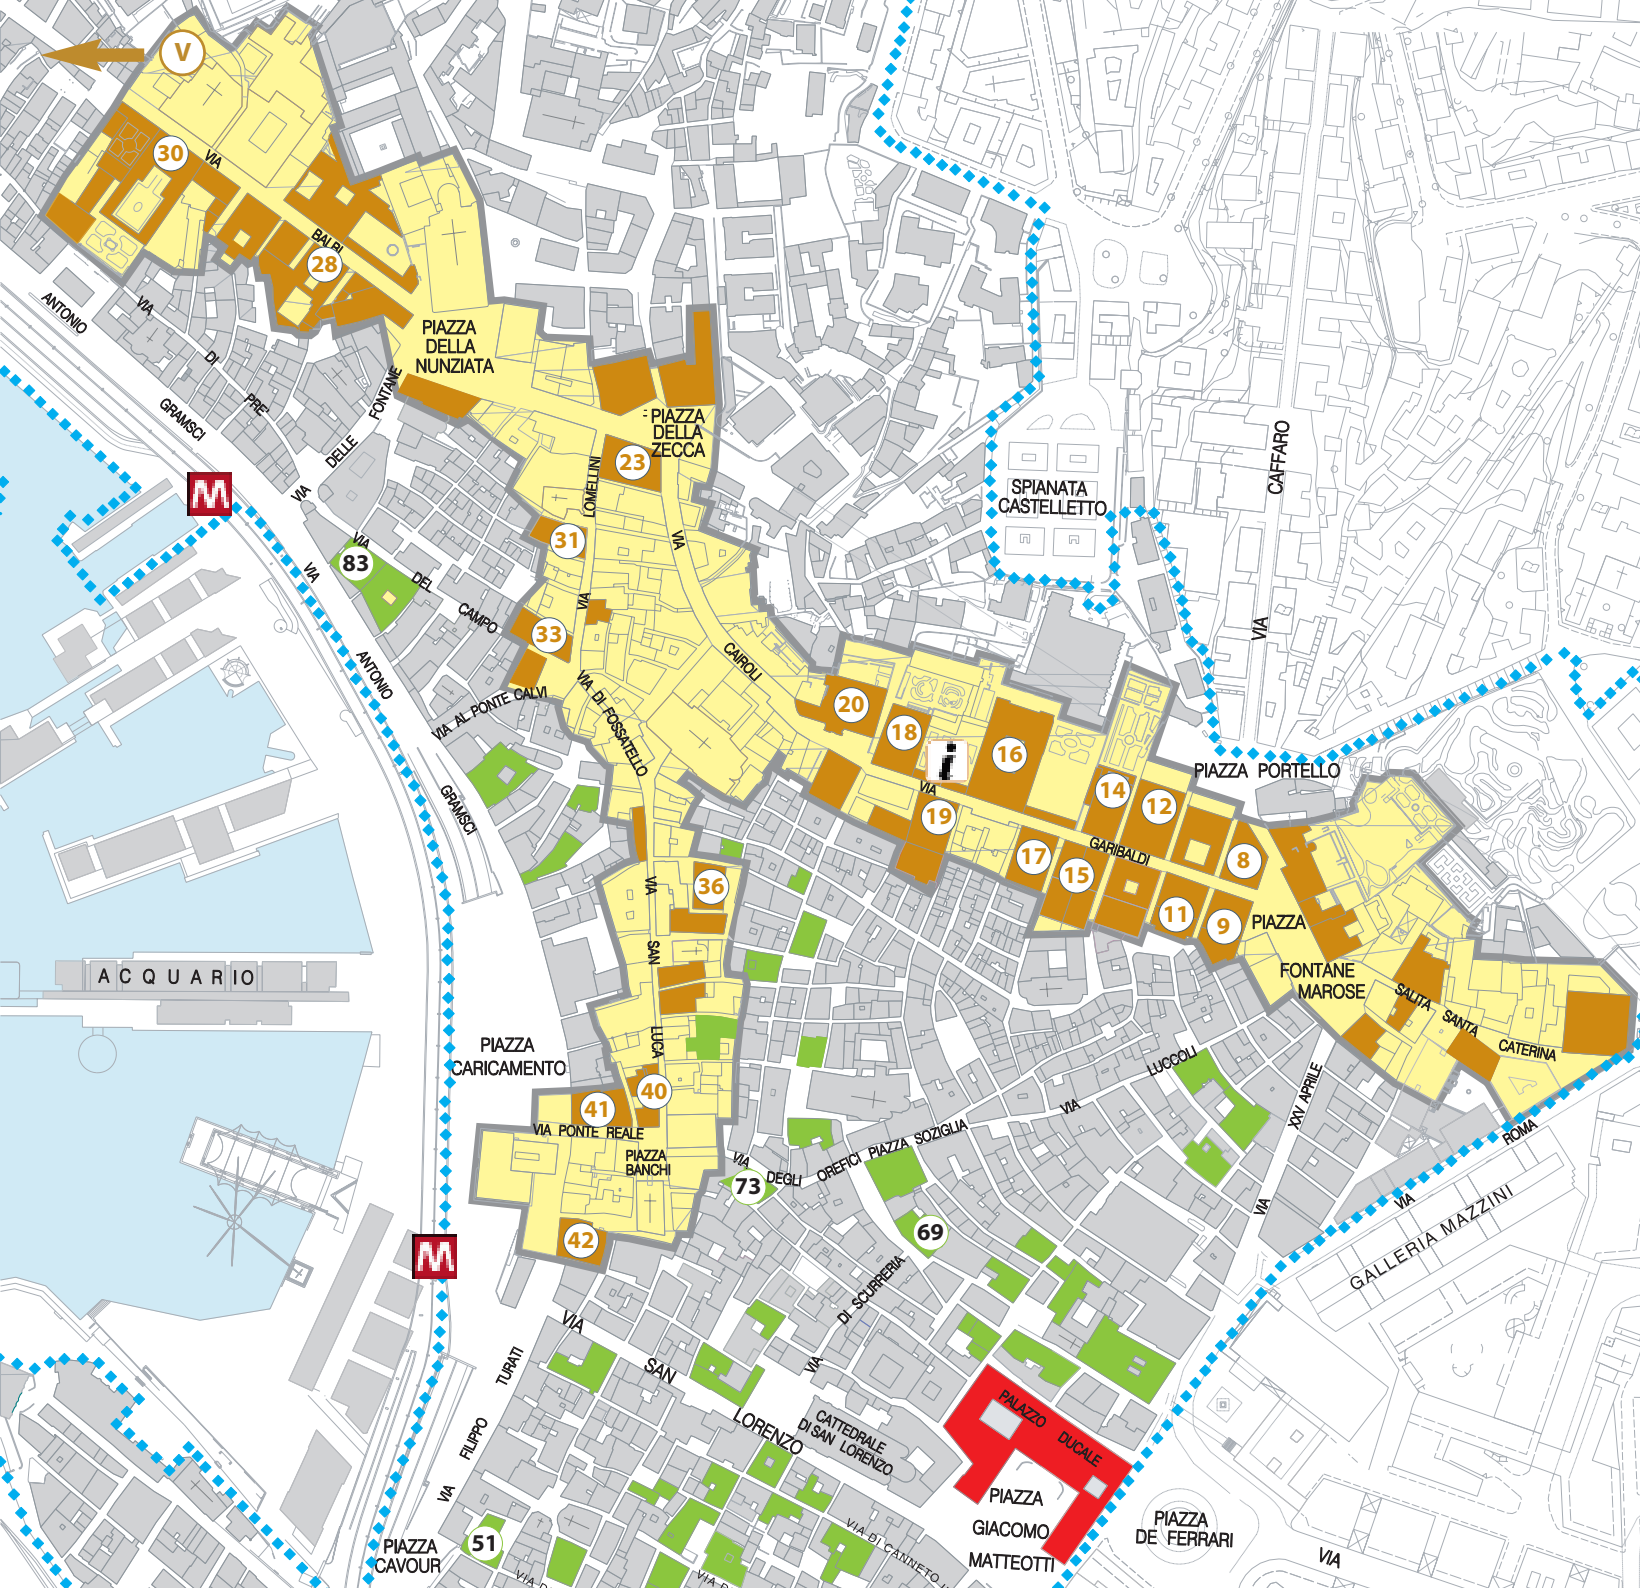 V
30
VIA
BALBI
28
ANTONIO
VIA
DI
PRE'
GRAMSCI
PIAZZA
DELLA
NUNZIATA
FONTANE
DELLE
VIA
PIAZZA
DELLA
ZECCA
23
LOMELLINI
VIA
31
VIA
33
M
VIA
83
DEL
CAMPO
VIA
ANTONIO
GRAMSCI
VIA AL PONTE CALVI
VIA DI FOSSATELLO
CAIROLI
SPIANATA
CASTELLETTO
CAFFARO
VIA
20
18
i
16
VIA
19
14
12
GARIBALDI
17
15
8
11
9
PIAZZA PORTELLO
PIAZZA
FONTANE
MAROSE
SALITA
SANTA
CATERINA
ACQUARIO
VIA
36
SAN
LUCA
PIAZZA
CARICAMENTO
40
41
VIA PONTE REALE
PIAZZA
BANCHI
42
M
LUCCOLI
VIA
XXV APRILE
VIA
ROMA
VIA
GALLERIA MAZZINI
VIA
DEGLI
OREFICI
PIAZZA SOZIGLIA
73
69
DI SCURRERIA
VIA
VIA
SAN
LORENZO
CATTEDRALE
DI SAN LORENZO
TURATI
FILIPPO
VIA
PIAZZA
CAVOUR
51
VIA D
VIA D
VIA DI CANNETO
PALAZZO
DUCALE
PIAZZA
GIACOMO
MATTEOTTI
PIAZZA
DE FERRARI
VIA